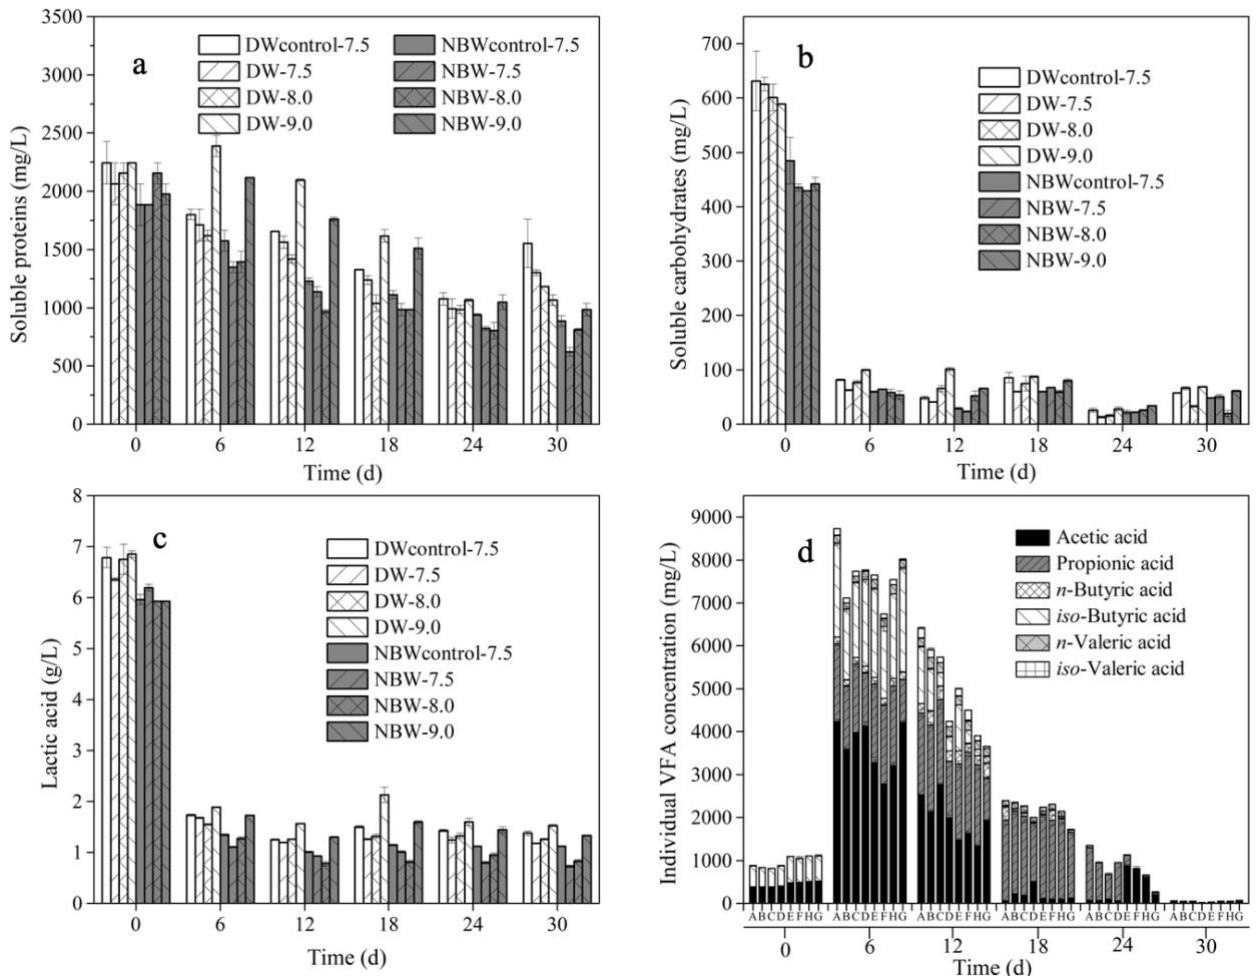 a
3500
3000
2500
2000
1500
1000
500
0
Soluble proteins (mg/L)
DWcontrol-7.5
DW-7.5
DW-8.0
DW-9.0
NBWcontrol-7.5
NBW-7.5
NBW-8.0
NBW-9.0
0 6 12 18 24 30
Time (d)
b
700
600
500
400
300
200
100
0
Soluble carbohydrates (mg/L)
DWcontrol-7.5
DW-7.5
DW-8.0
DW-9.0
NBWcontrol-7.5
NBW-7.5
NBW-8.0
NBW-9.0
0 6 12 18 24 30
Time (d)
c
8
7
6
5
4
3
2
1
0
Lactic acid (g/L)
DWcontrol-7.5
DW-7.5
DW-8.0
DW-9.0
NBWcontrol-7.5
NBW-7.5
NBW-8.0
NBW-9.0
0 6 12 18 24 30
Time (d)
d
9000
8000
7000
6000
5000
4000
3000
2000
1000
0
Individual VFA concentration (mg/L)
Acetic acid
Propionic acid
n-Butyric acid
iso-Butyric acid
n-Valeric acid
iso-Valeric acid
ABCDEFHG ABCDEFHG ABCDEFHG ABCDEFHG ABCDEFHG ABCDEFHG
0 6 12 18 24 30
Time (d)